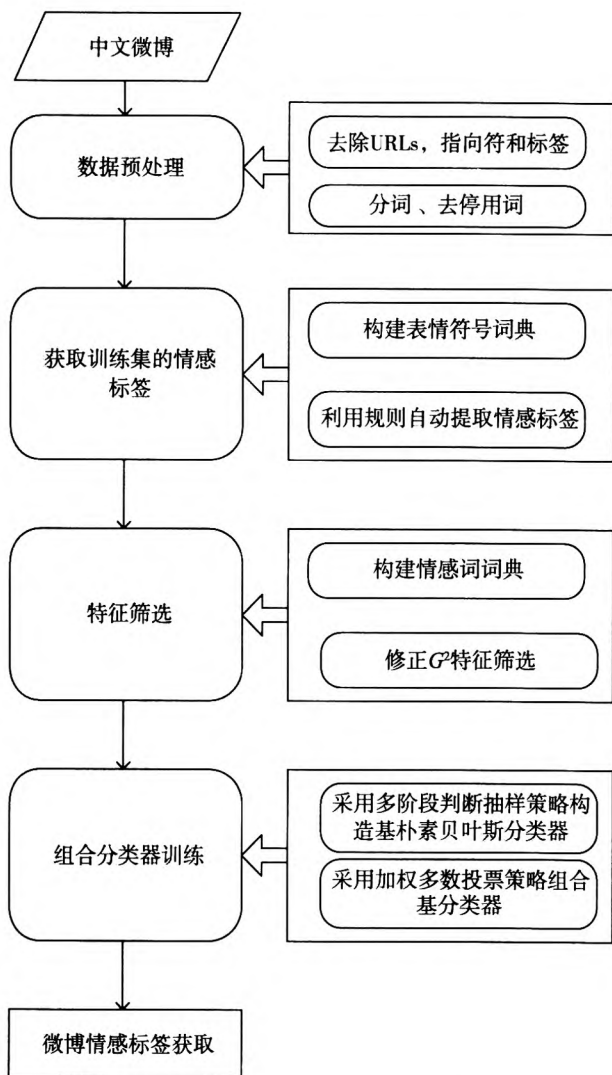 中文微博
数据预处理
去除URLs，指向符和标签
分词、去停用词
获取训练集的情感
标签
构建表情符号词典
利用规则自动提取情感标签
特征筛选
构建情感词词典
修正G²特征筛选
组合分类器训练
采用多阶段判断抽样策略构
造基朴素贝叶斯分类器
采用加权多数投票策略组合
基分类器
微博情感标签获取